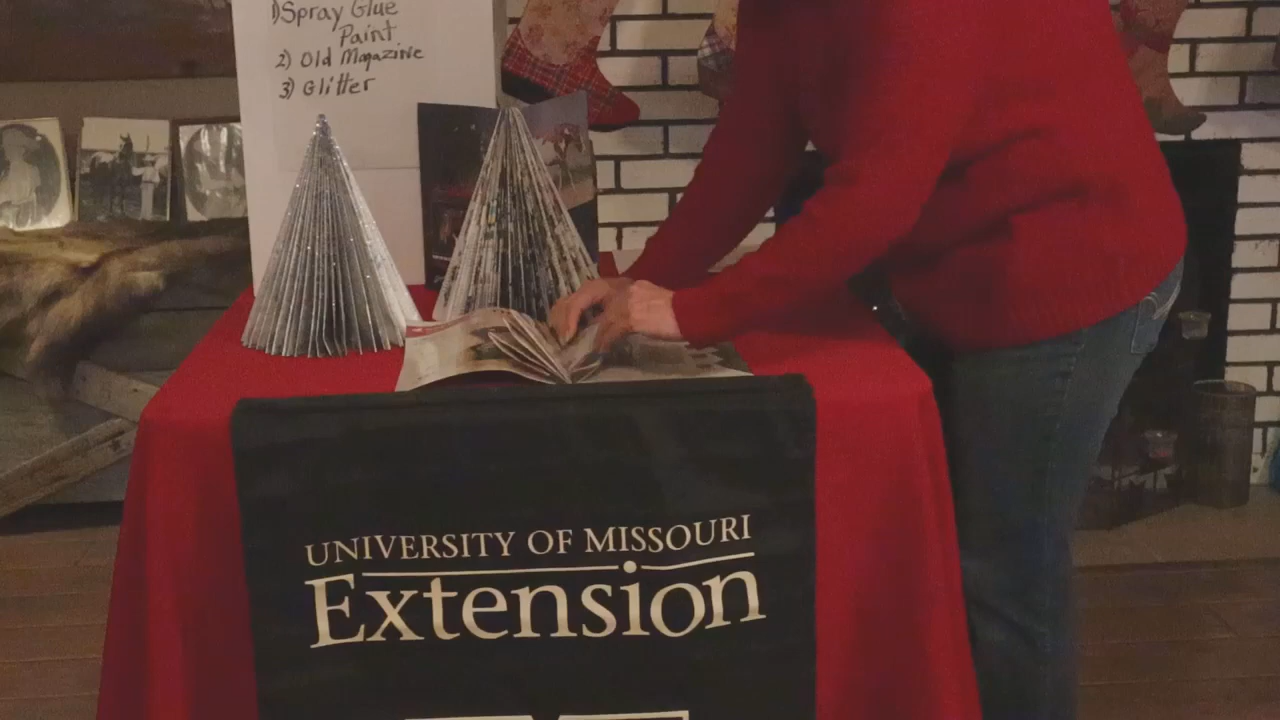 1) Spray Glue
Paint
2) Old Magazine
3) Glitter
UNIVERSITY OF MISSOURI
Extension